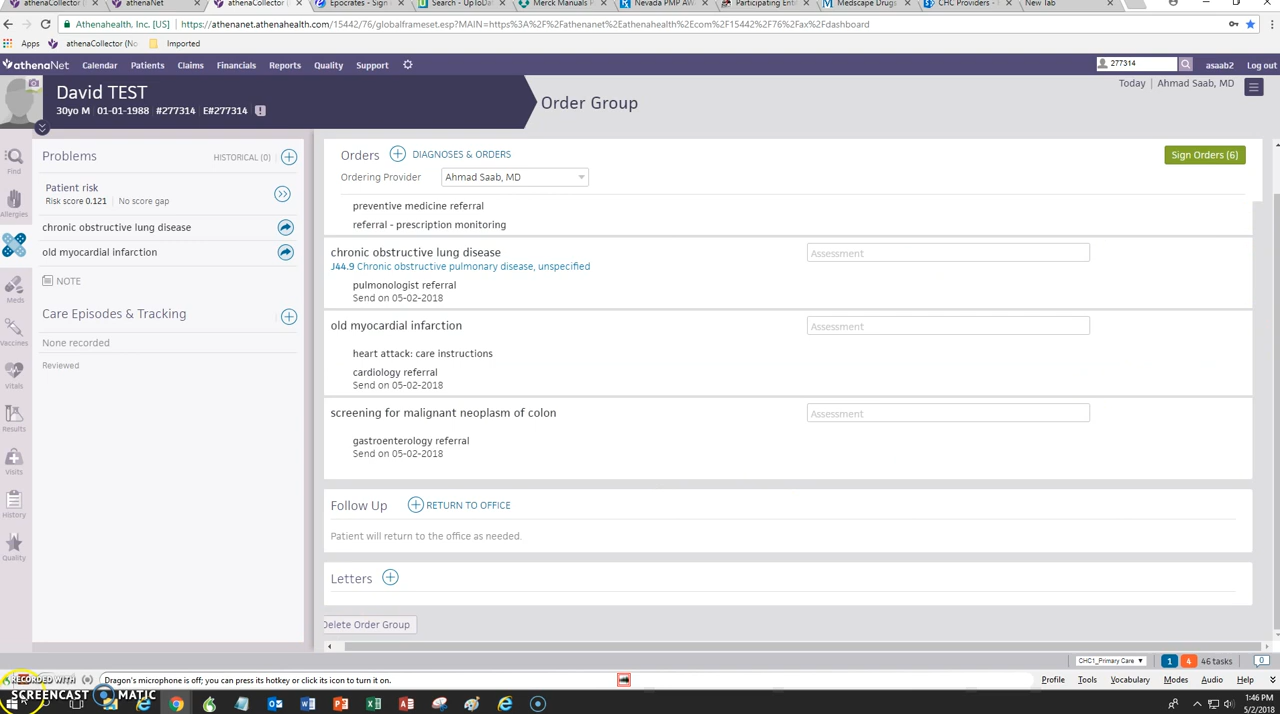 athenaCollector (
athenaNet
athenaCollector (
Epocrates - Sign
Search - UpToDa
Merck Manuals P
Nevada PMP AW
Participating Ente
Medscape Drugs
CHC Providers -
New Tab
Athenahealth, Inc. [US]
https://athenanet.athenahealth.com/15442/76/globalframeset.esp?MAIN=https%3A%2F%2Fathenanet%2Eathenahealth%2Ecom%2F15442%2F76%2Fax%2Fdashboard
Apps
athenaCollector (No
Imported
athenaNet
Calendar
Patients
Claims
Financials
Reports
Quality
Support
277314
asaab2
Log out
David TEST
30yo M 01-01-1988 #277314 E#277314
Order Group
Today
Ahmad Saab, MD
Find
Allergies
Meds
Vaccines
Vitals
Results
Visits
History
Quality
Problems
HISTORICAL (0)
Patient risk
Risk score 0.121
No score gap
chronic obstructive lung disease
old myocardial infarction
NOTE
Care Episodes & Tracking
None recorded
Reviewed
Orders
DIAGNOSES & ORDERS
Sign Orders (6)
Ordering Provider
Ahmad Saab, MD
preventive medicine referral
referral - prescription monitoring
chronic obstructive lung disease
Assessment
J44.9 Chronic obstructive pulmonary disease, unspecified
pulmonologist referral
Send on 05-02-2018
old myocardial infarction
Assessment
heart attack: care instructions
cardiology referral
Send on 05-02-2018
screening for malignant neoplasm of colon
Assessment
gastroenterology referral
Send on 05-02-2018
Follow Up
RETURN TO OFFICE
Patient will return to the office as needed.
Letters
Delete Order Group
CHC1_Primary Care
1
4
46 tasks
0
RECORDED WITH
SCREENCAST MATIC
Dragon's microphone is off; you can press its hotkey or click its icon to turn it on.
Profile
Tools
Vocabulary
Modes
Audio
Help
1:46 PM
5/2/2018